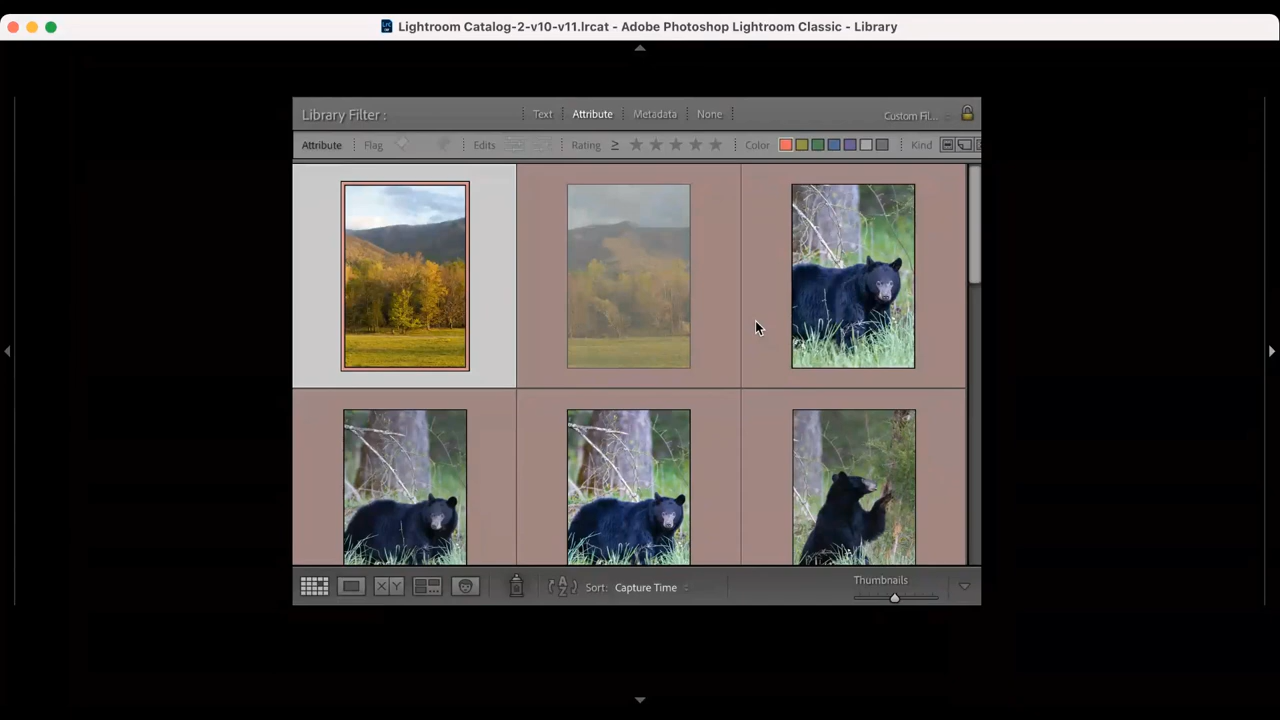 Lightroom Catalog-2-v10-v11.lrcat - Adobe Photoshop Lightroom Classic - Library
Library Filter : Text Attribute Metadata None Custom Fil...
Attribute Flag Edits Rating ≥ ★ ★ ★ ★ ★ Color Kind
X Y Sort: Capture Time Thumbnails